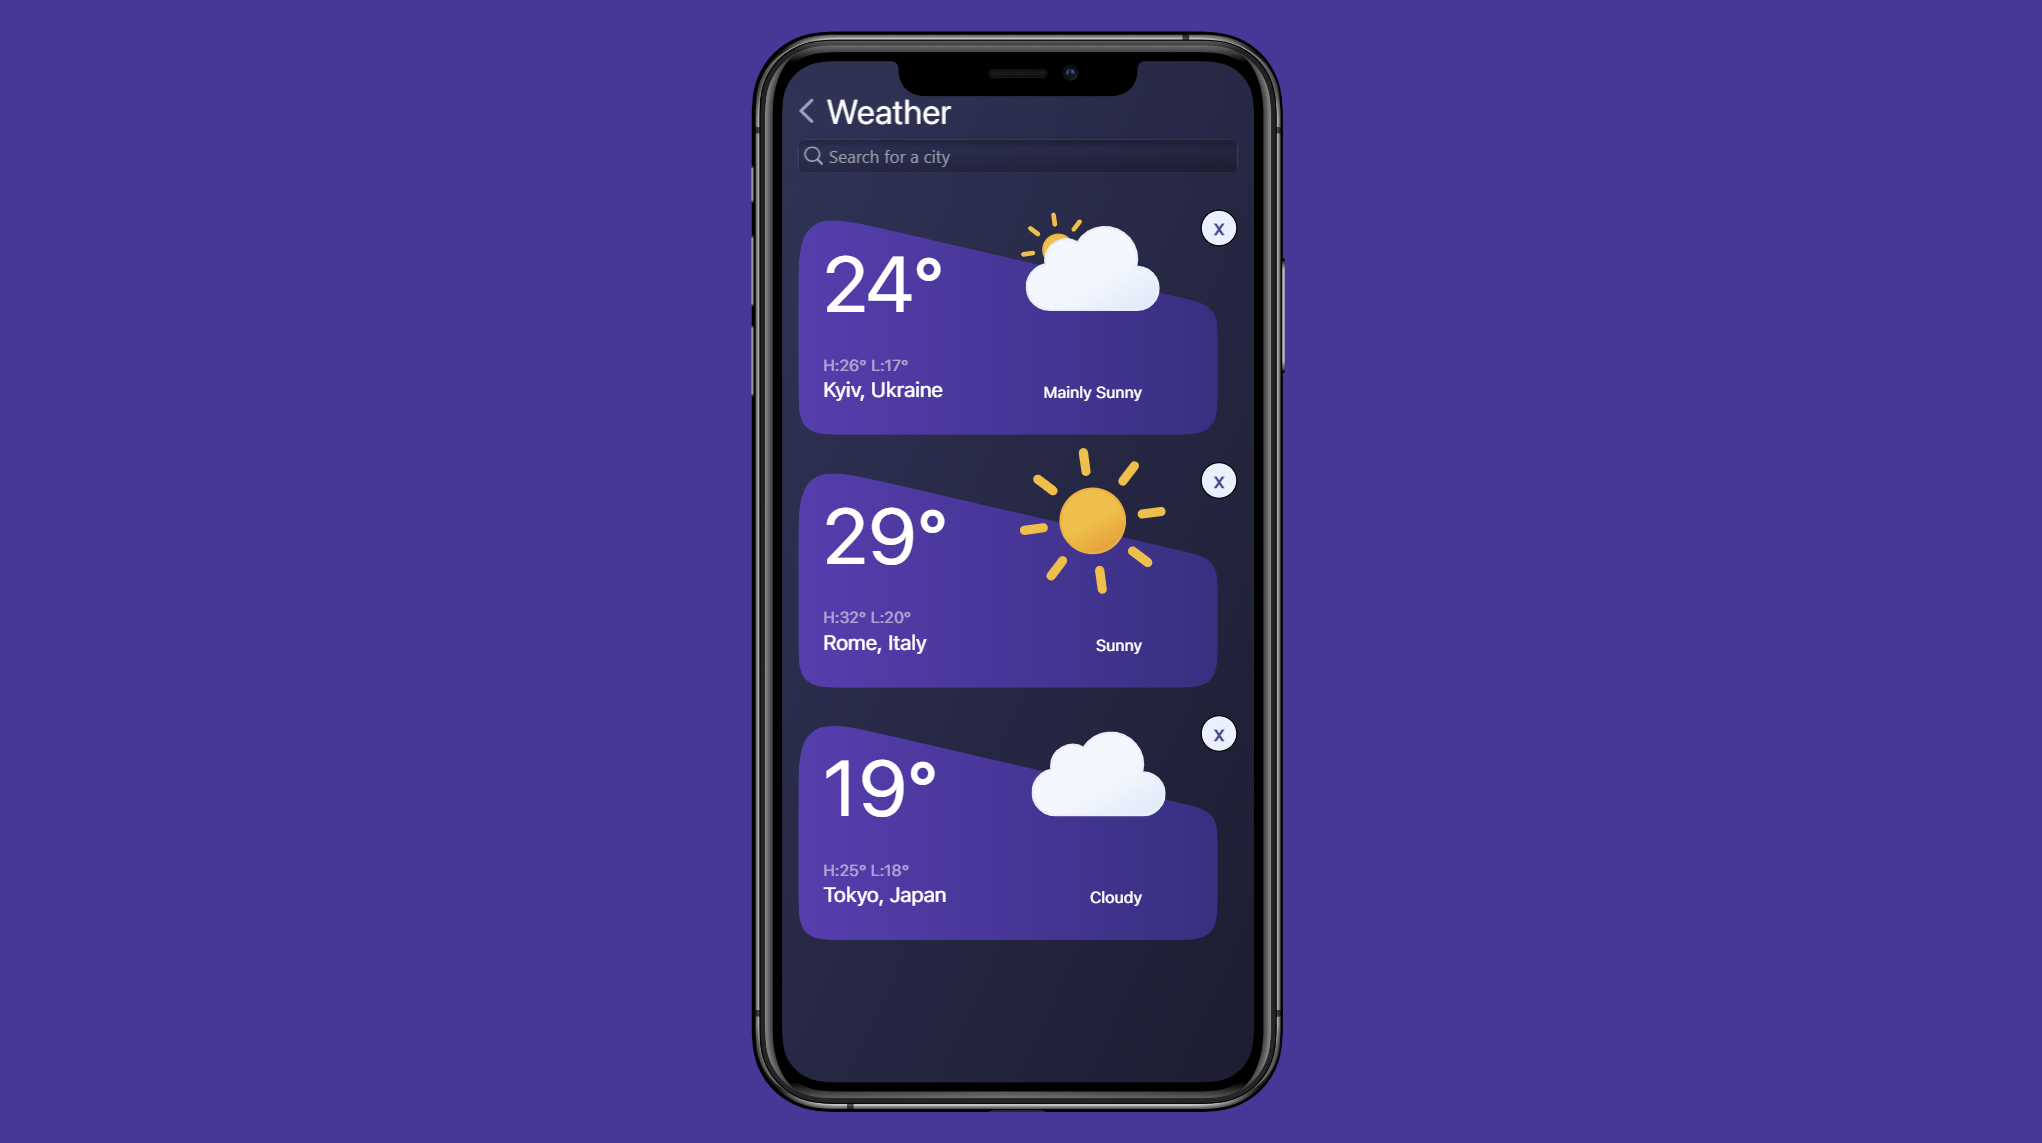 Weather
Search for a city
x
24°
H:26° L:17°
Kyiv, Ukraine
Mainly Sunny
x
29°
H:32° L:20°
Rome, Italy
Sunny
x
19°
H:25° L:18°
Tokyo, Japan
Cloudy